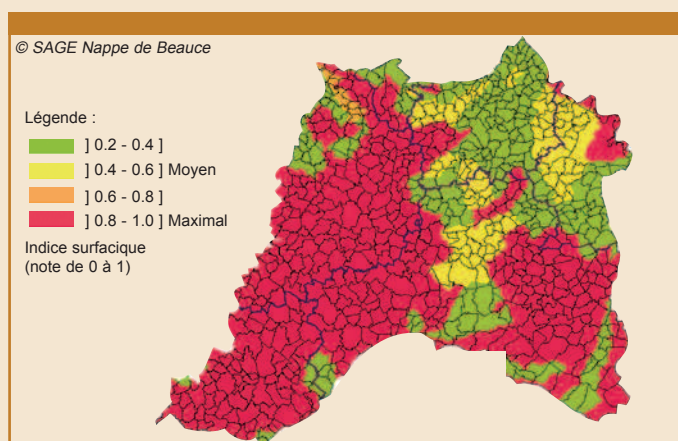 © SAGE Nappe de Beauce
Légende :
] 0.2 - 0.4 ]
] 0.4 - 0.6 ] Moyen
] 0.6 - 0.8 ]
] 0.8 - 1.0 ] Maximal
Indice surfacique
(note de 0 à 1)